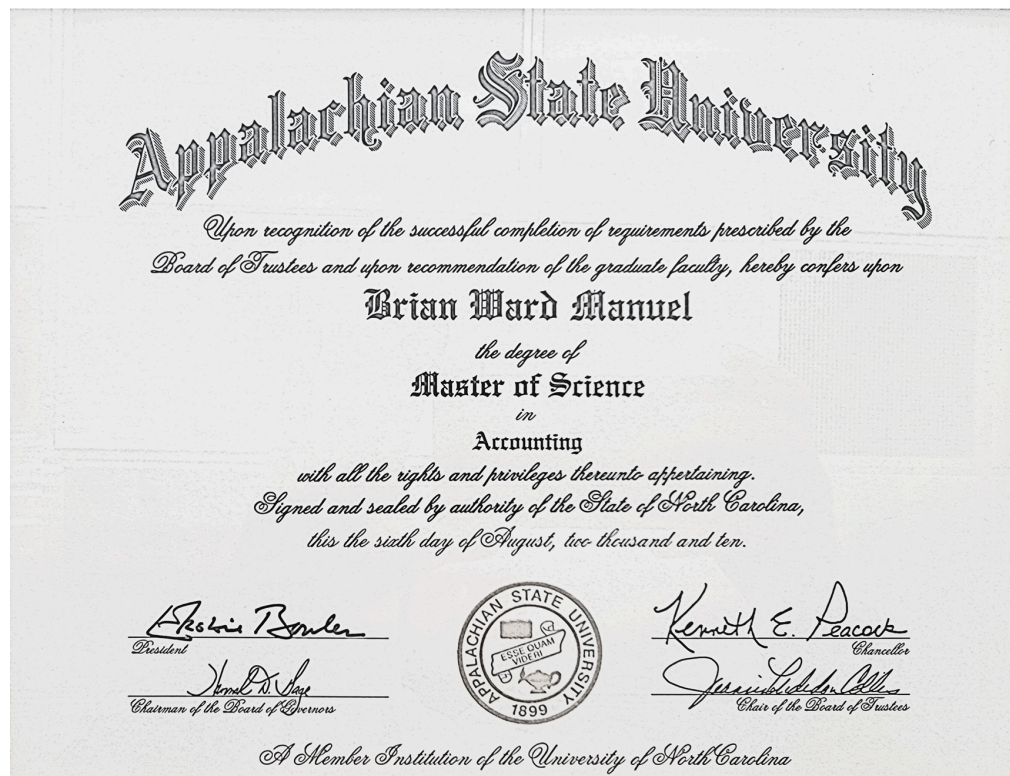 Appalachian State University
Upon recognition of the successful completion of requirements prescribed by the
Board of Trustees and upon recommendation of the graduate faculty, hereby confers upon
Brian Ward Manuel
the degree of
Master of Science
in
Accounting
with all the rights and privileges thereunto appertaining.
Signed and sealed by authority of the State of North Carolina,
this the sixth day of August, two thousand and ten.
President
Chairman of the Board of Governors
APPALACHIAN STATE UNIVERSITY
ESSE QUAM
VIDERI
1899
Kenneth E. Peacock
Chancellor
Chair of the Board of Trustees
A Member Institution of the University of North Carolina